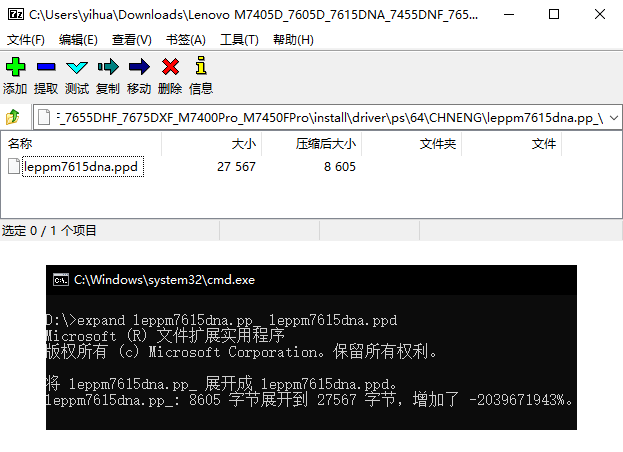 C:\Users\yihua\Downloads\Lenovo M7405D_7605D_7615DNA_7455DNF_765...
文件(F) 编辑(E) 查看(V) 书签(A) 工具(T) 帮助(H)
添加 提取 测试 复制 移动 删除 信息
F_7655DHF_7675DXF_M7400Pro_M7450FPro\install\driver\ps\64\CHNENG\leppm7615dna.pp_\
名称 大小 压缩后大小 文件夹 文件
leppm7615dna.ppd 27 567 8 605
选定 0 / 1 个项目
C:\Windows\system32\cmd.exe
D:\>expand leppm7615dna.pp_ leppm7615dna.ppd
Microsoft (R) 文件扩展实用程序
版权所有 (c) Microsoft Corporation。保留所有权利。
将 leppm7615dna.pp_ 展开成 leppm7615dna.ppd。
leppm7615dna.pp_: 8605 字节展开到 27567 字节，增加了 -2039671943%。